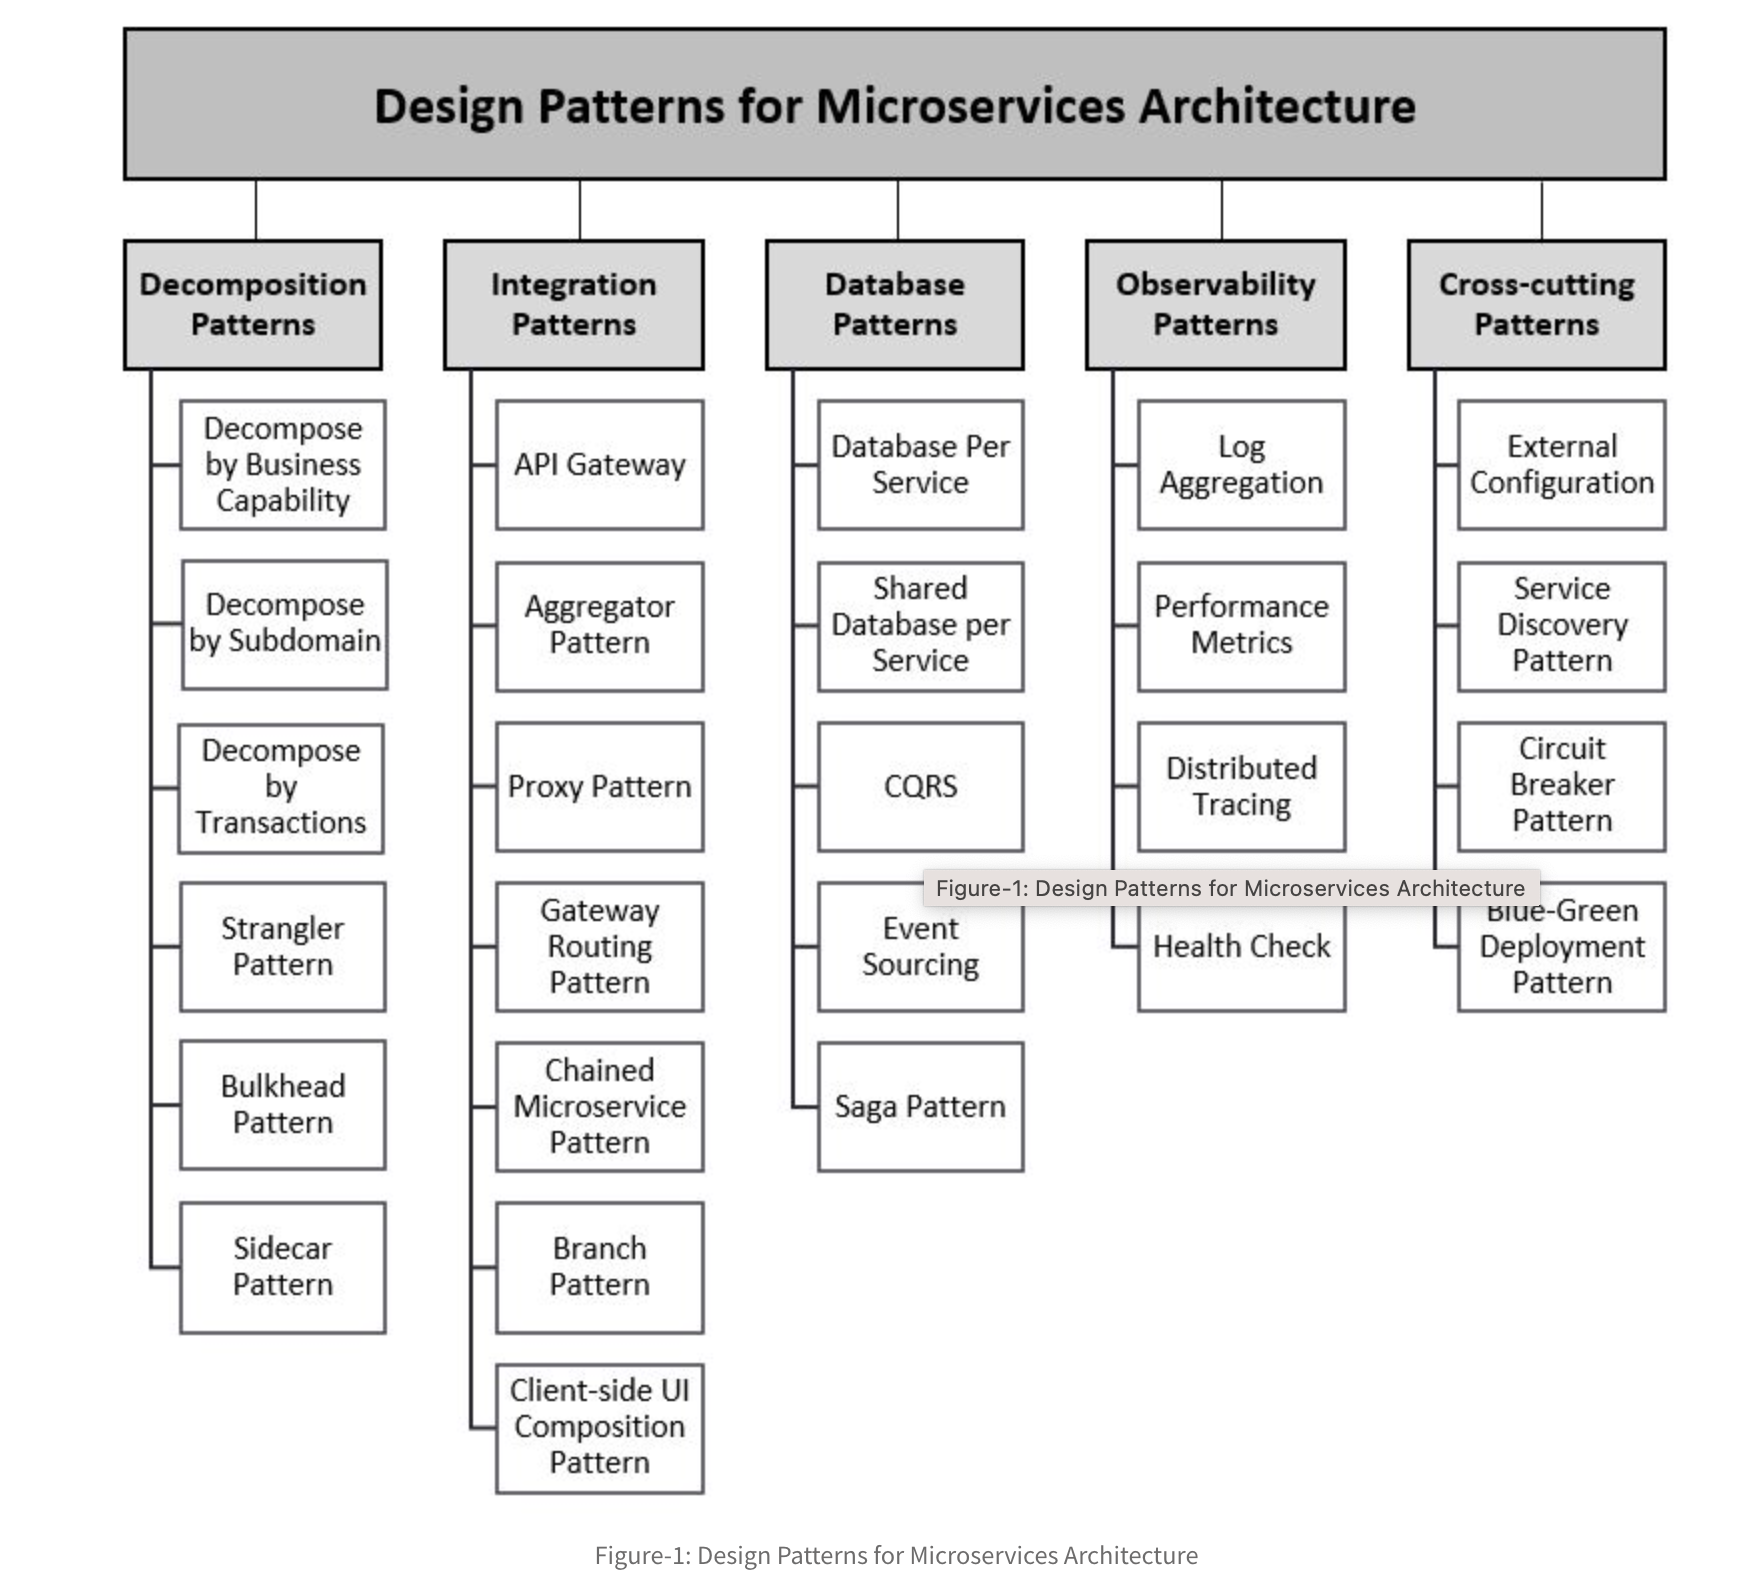 Design Patterns for Microservices Architecture
Decomposition
Patterns
Decompose
by Business
Capability
Decompose
by Subdomain
Decompose
by
Transactions
Strangler
Pattern
Bulkhead
Pattern
Sidecar
Pattern
Integration
Patterns
API Gateway
Aggregator
Pattern
Proxy Pattern
Gateway
Routing
Pattern
Chained
Microservice
Pattern
Branch
Pattern
Client-side UI
Composition
Pattern
Database
Patterns
Database Per
Service
Shared
Database per
Service
CQRS
Event
Sourcing
Saga Pattern
Observability
Patterns
Log
Aggregation
Performance
Metrics
Distributed
Tracing
Health Check
Cross-cutting
Patterns
External
Configuration
Service
Discovery
Pattern
Circuit
Breaker
Pattern
Blue-Green
Deployment
Pattern
Figure-1: Design Patterns for Microservices Architecture
Figure-1: Design Patterns for Microservices Architecture